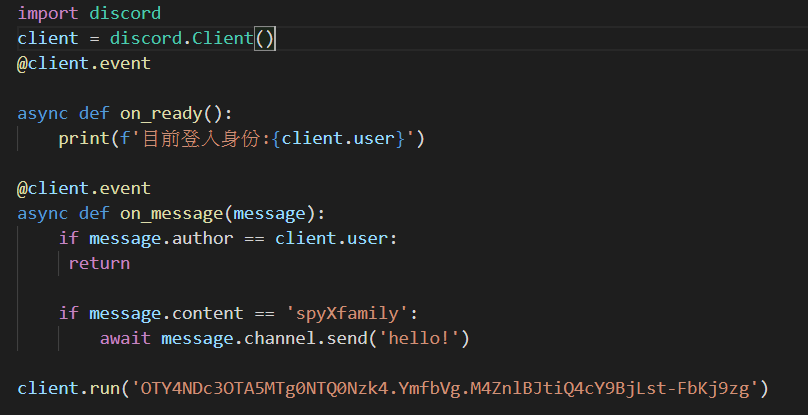 import discord
client = discord.Client()
@client.event
async def on_ready():
print(f'目前登入身份:{client.user}')
@client.event
async def on_message(message):
if message.author == client.user:
return
if message.content == 'spyXfamily':
await message.channel.send('hello!')
client.run('OTY4NDc3OTA5MTg0NTQ0Nzk4.YmfbVg.M4ZnlBJtiQ4cY9BjLst-FbKj9zg')